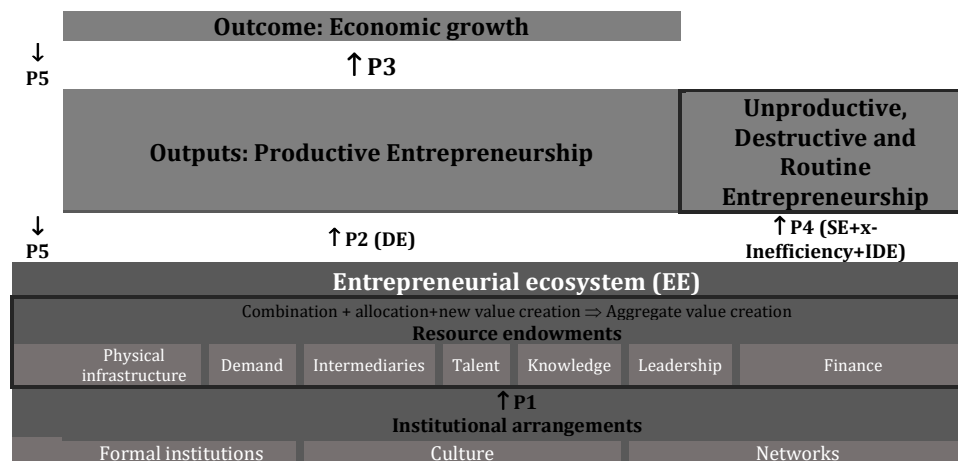 Outcome: Economic growth
↓
P5
↑ P3
Outputs: Productive Entrepreneurship
Unproductive,
Destructive and
Routine
Entrepreneurship
↓
P5
↑ P2 (DE)
↑ P4 (SE+x-
Inefficiency+IDE)
Entrepreneurial ecosystem (EE)
Combination + allocation+new value creation ⇒ Aggregate value creation
Resource endowments
Physical
infrastructure
Demand
Intermediaries
Talent
Knowledge
Leadership
Finance
↑ P1
Institutional arrangements
Formal institutions
Culture
Networks